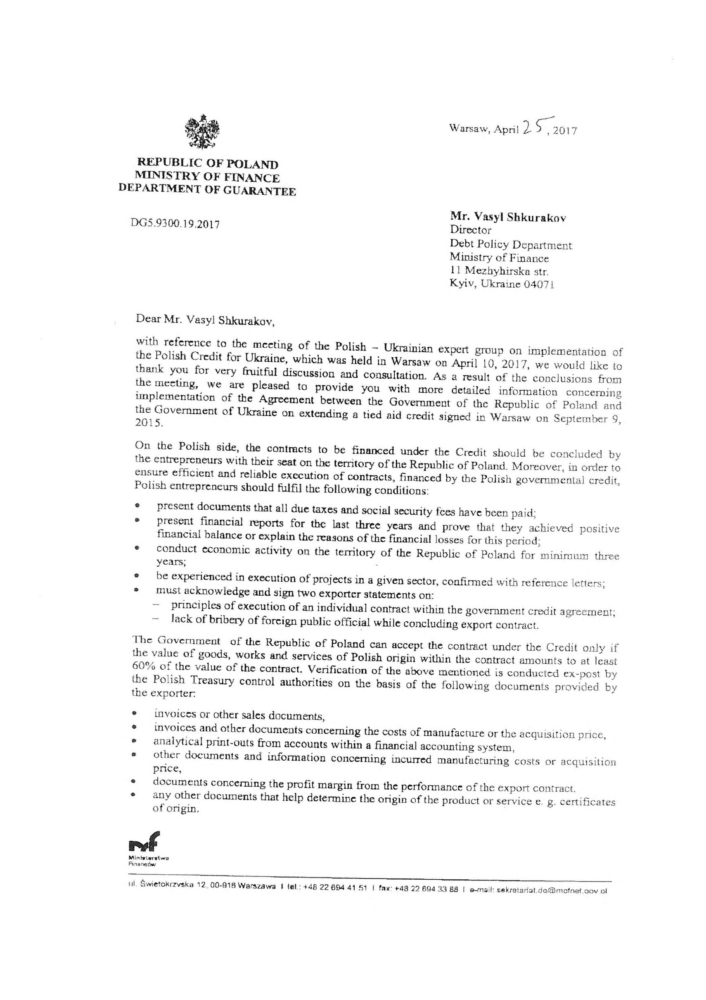 Warsaw, April 25, 2017
REPUBLIC OF POLAND
MINISTRY OF FINANCE
DEPARTMENT OF GUARANTEE
DG5.9300.19.2017
Mr. Vasyl Shkurakov
Director
Debt Policy Department
Ministry of Finance
11 Mezhyhirska str.
Kyiv, Ukraine 04071
Dear Mr. Vasyl Shkurakov,
with reference to the meeting of the Polish – Ukrainian expert group on implementation of
the Polish Credit for Ukraine, which was held in Warsaw on April 10, 2017, we would like to
thank you for very fruitful discussion and consultation. As a result of the conclusions from
the meeting, we are pleased to provide you with more detailed information concerning
implementation of the Agreement between the Government of the Republic of Poland and
the Government of Ukraine on extending a tied aid credit signed in Warsaw on September 9,
2015.
On the Polish side, the contracts to be financed under the Credit should be concluded by
the entrepreneurs with their seat on the territory of the Republic of Poland. Moreover, in order to
ensure efficient and reliable execution of contracts, financed by the Polish governmental credit,
Polish entrepreneurs should fulfil the following conditions:
• present documents that all due taxes and social security fees have been paid;
• present financial reports for the last three years and prove that they achieved positive
financial balance or explain the reasons of the financial losses for this period;
• conduct economic activity on the territory of the Republic of Poland for minimum three
years;
• be experienced in execution of projects in a given sector, confirmed with reference letters;
• must acknowledge and sign two exporter statements on:
– principles of execution of an individual contract within the government credit agreement;
– lack of bribery of foreign public official while concluding export contract.
The Government of the Republic of Poland can accept the contract under the Credit only if
the value of goods, works and services of Polish origin within the contract amounts to at least
60% of the value of the contract. Verification of the above mentioned is conducted ex-post by
the Polish Treasury control authorities on the basis of the following documents provided by
the exporter:
• invoices or other sales documents,
• invoices and other documents concerning the costs of manufacture or the acquisition price,
• analytical print-outs from accounts within a financial accounting system,
• other documents and information concerning incurred manufacturing costs or acquisition
price,
• documents concerning the profit margin from the performance of the export contract.
• any other documents that help determine the origin of the product or service e. g. certificates
of origin.
mf
Ministerstwo
Finansów
ul. Świętokrzyska 12, 00-916 Warszawa | tel.: +48 22 694 41 51 | fax: +48 22 694 33 88 | e-mail: sekretariat.dg@mofnet.gov.pl